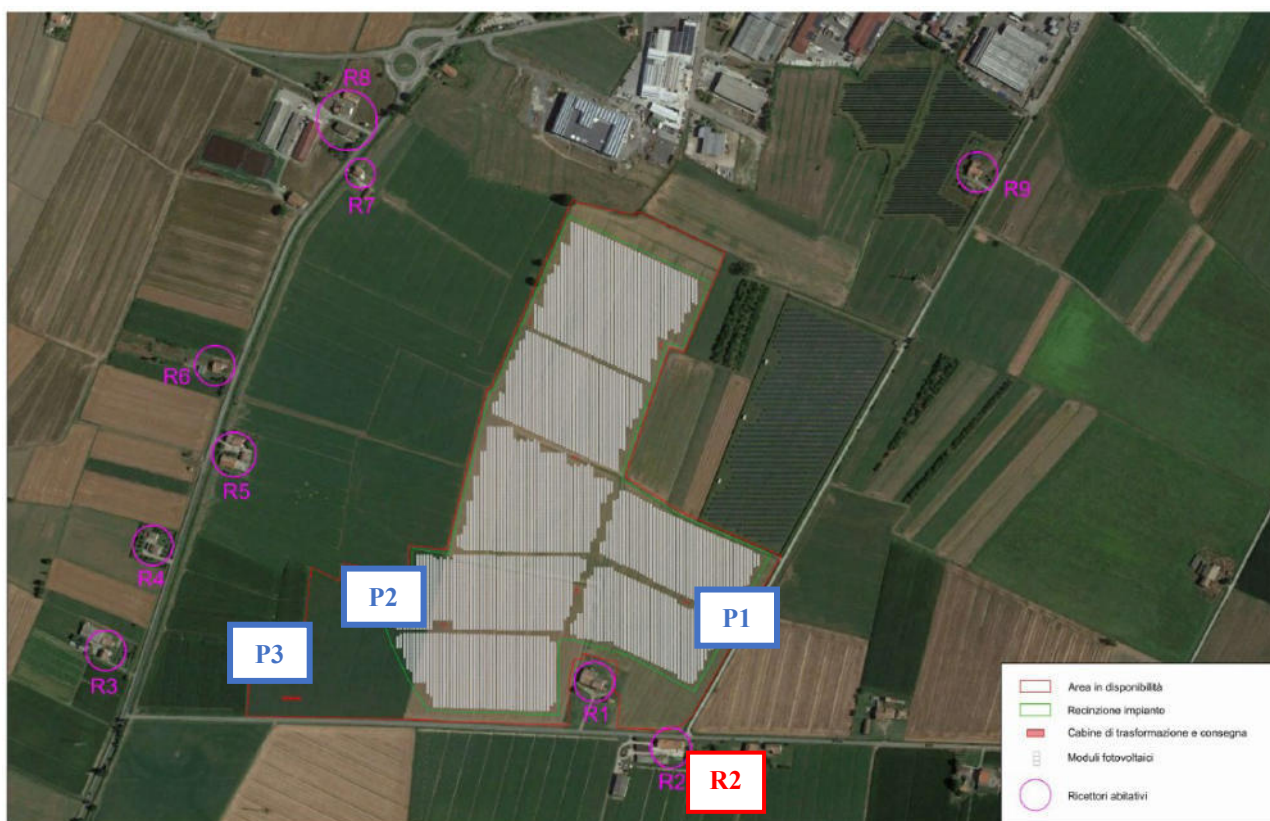 R8
R7
R9
R6
R5
R4
P2
P1
P3
R3
R1
R2
R2
Area in disponibilità
Recinzione impianto
Cabine di trasformazione e consegna
Moduli fotovoltaici
Ricettori abitativi